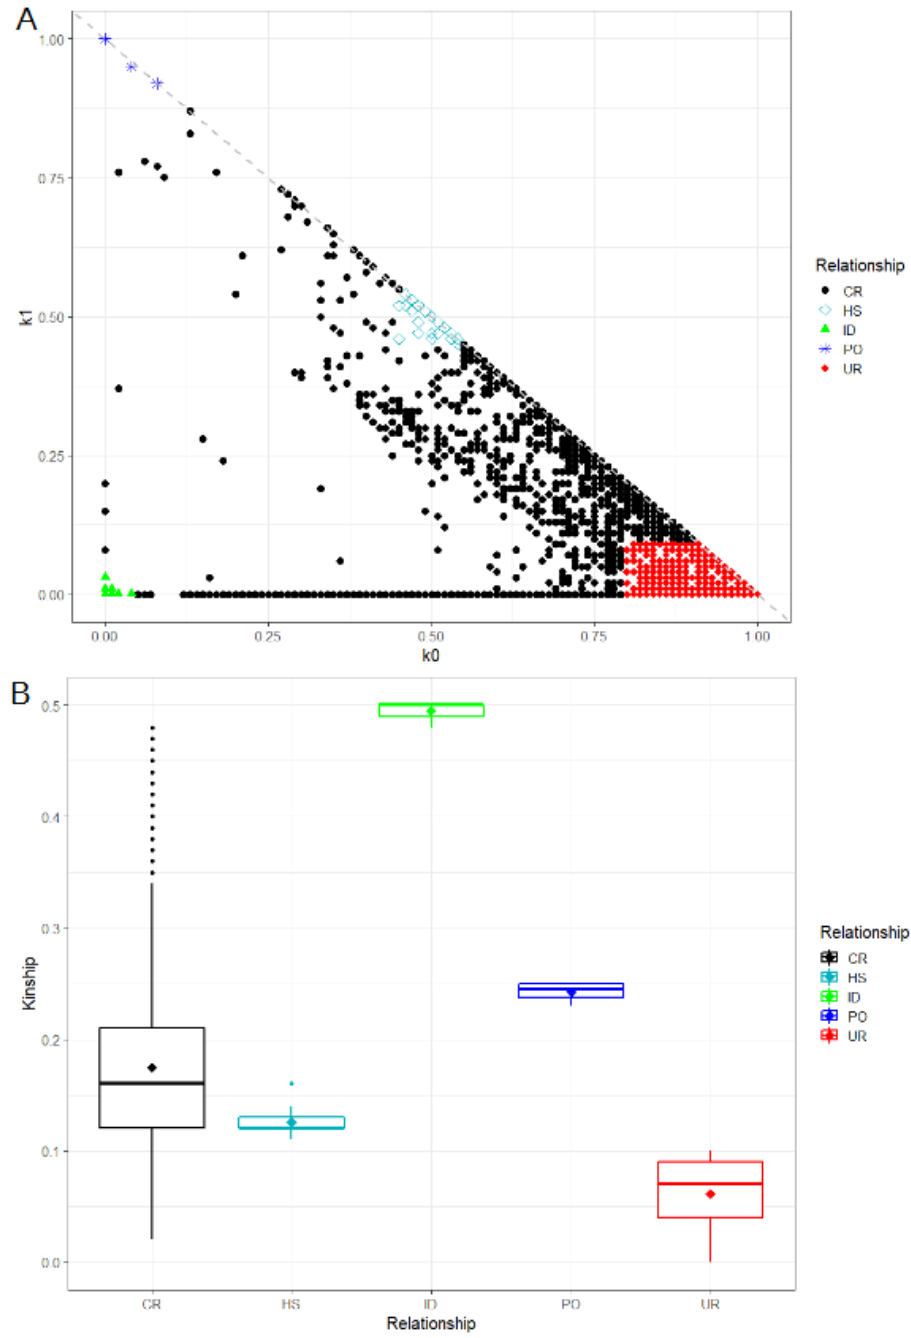 A
1.00
0.75
0.50
0.25
0.00
k1
0.00
0.25
0.50
0.75
1.00
k0
Relationship
CR
HS
ID
PO
UR
B
0.5
0.4
0.3
0.2
0.1
0.0
Kinship
CR
HS
ID
PO
UR
Relationship
Relationship
CR
HS
ID
PO
UR